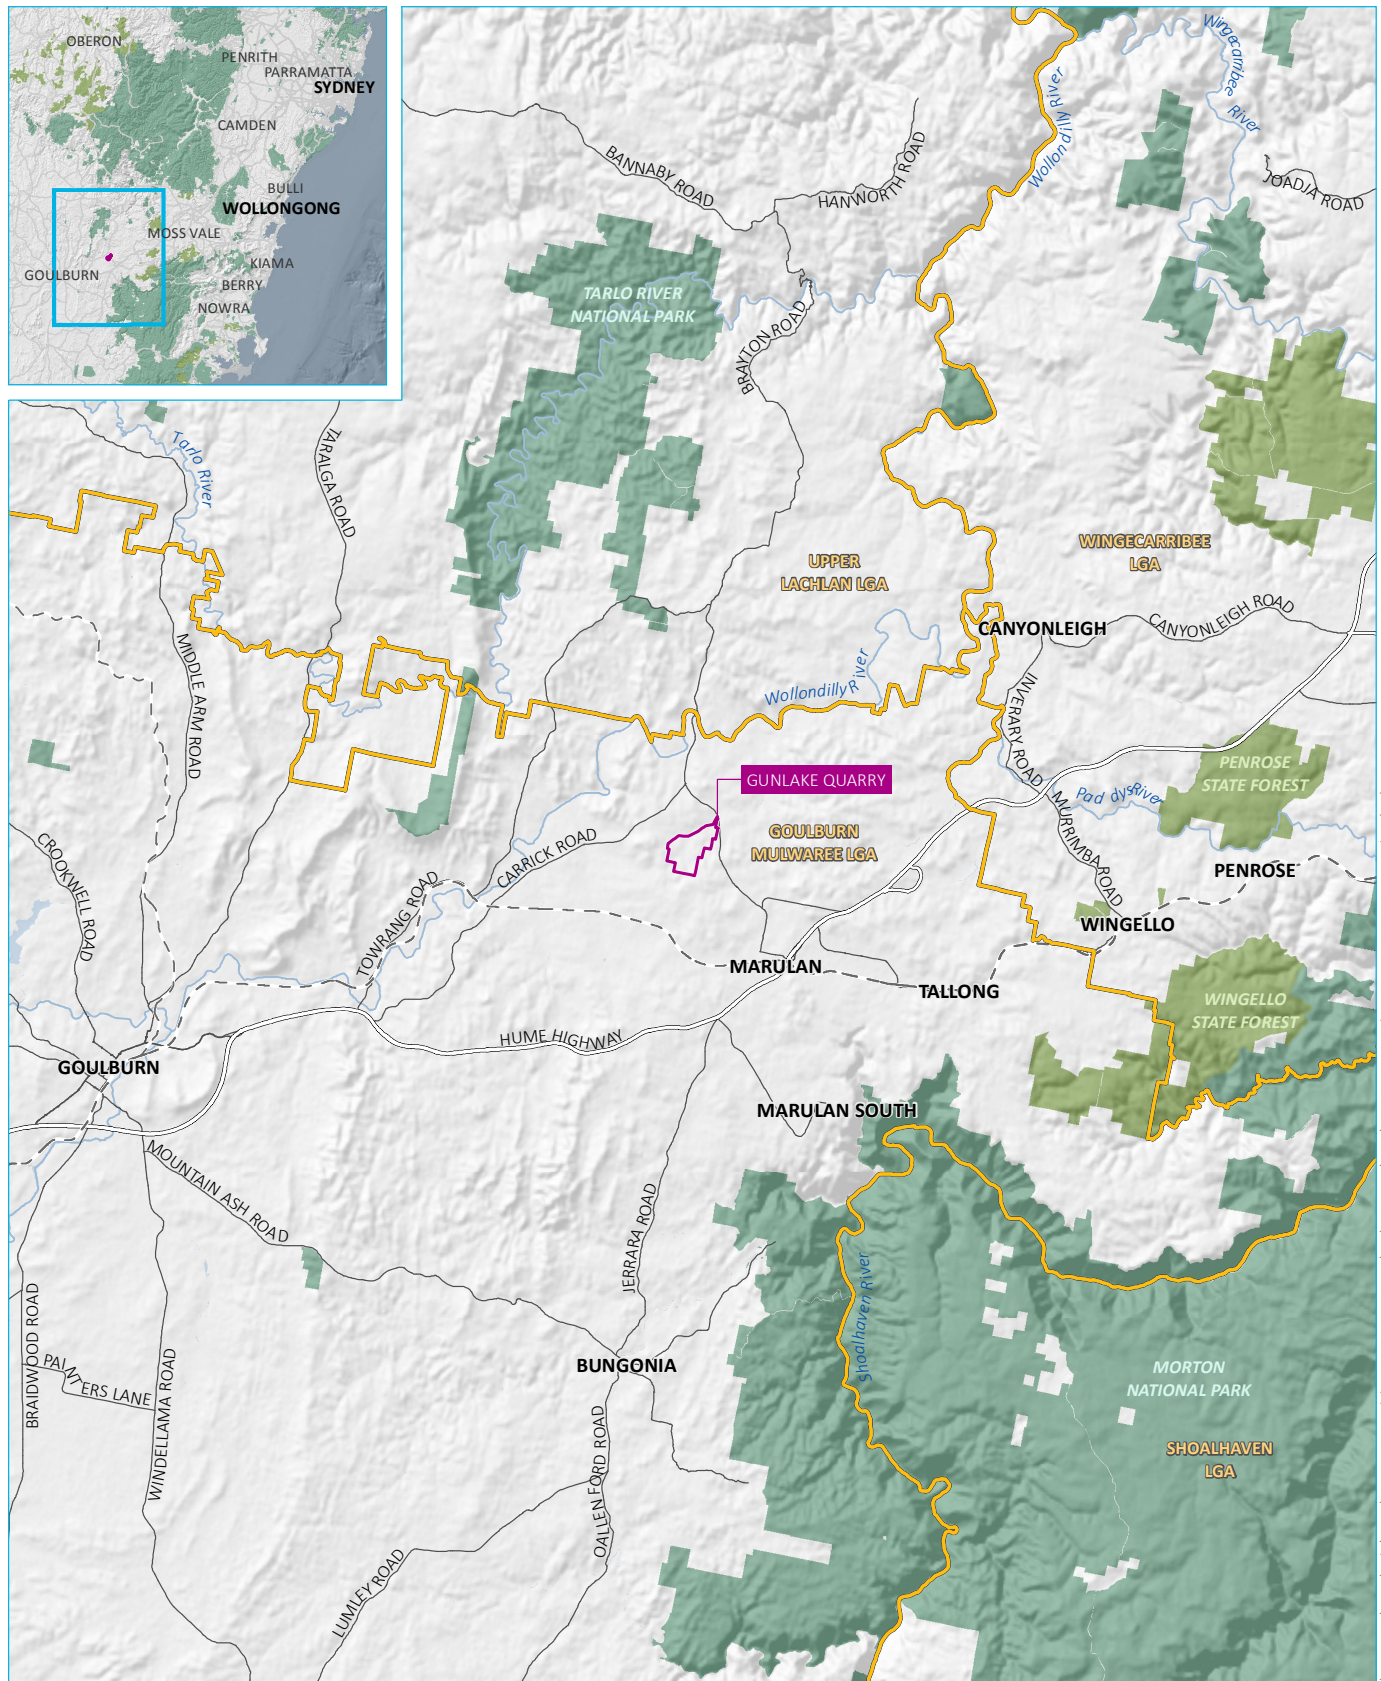 OBERON
PENRITH
PARRAMATTA
SYDNEY
CAMDEN
BULLI
WOLLONGONG
MOSS VALE
GOULBURN
KIAMA
BERRY
NOWRA
Wingecarribee
River
Wollondilly River
BANNABY ROAD
HANWORTH ROAD
JOADJA ROAD
TARLO RIVER
NATIONAL PARK
BRAYTON ROAD
Tarlo River
TARALGA ROAD
UPPER
LACHLAN LGA
WINGECARRIBEE
LGA
CANYONLEIGH
CANYONLEIGH ROAD
MIDDLE ARM ROAD
Wollondilly River
INVERARY ROAD
PENROSE
STATE FOREST
GUNLAKE QUARRY
Paddys River
GOULBURN
MULWAREE LGA
MURRIMBA ROAD
CROOKWELL ROAD
CARRICK ROAD
TOWRANG ROAD
PENROSE
WINGELLO
MARULAN
TALLONG
WINGELLO
STATE FOREST
HUME HIGHWAY
GOULBURN
MARULAN SOUTH
MOUNTAIN ASH ROAD
JERRARA ROAD
Shoalhaven River
BRAIDWOOD ROAD
PAINTERS LANE
WINDELLAMA ROAD
BUNGONIA
MORTON
NATIONAL PARK
SHOALHAVEN
LGA
OALLEN FORD ROAD
LUMLEY ROAD